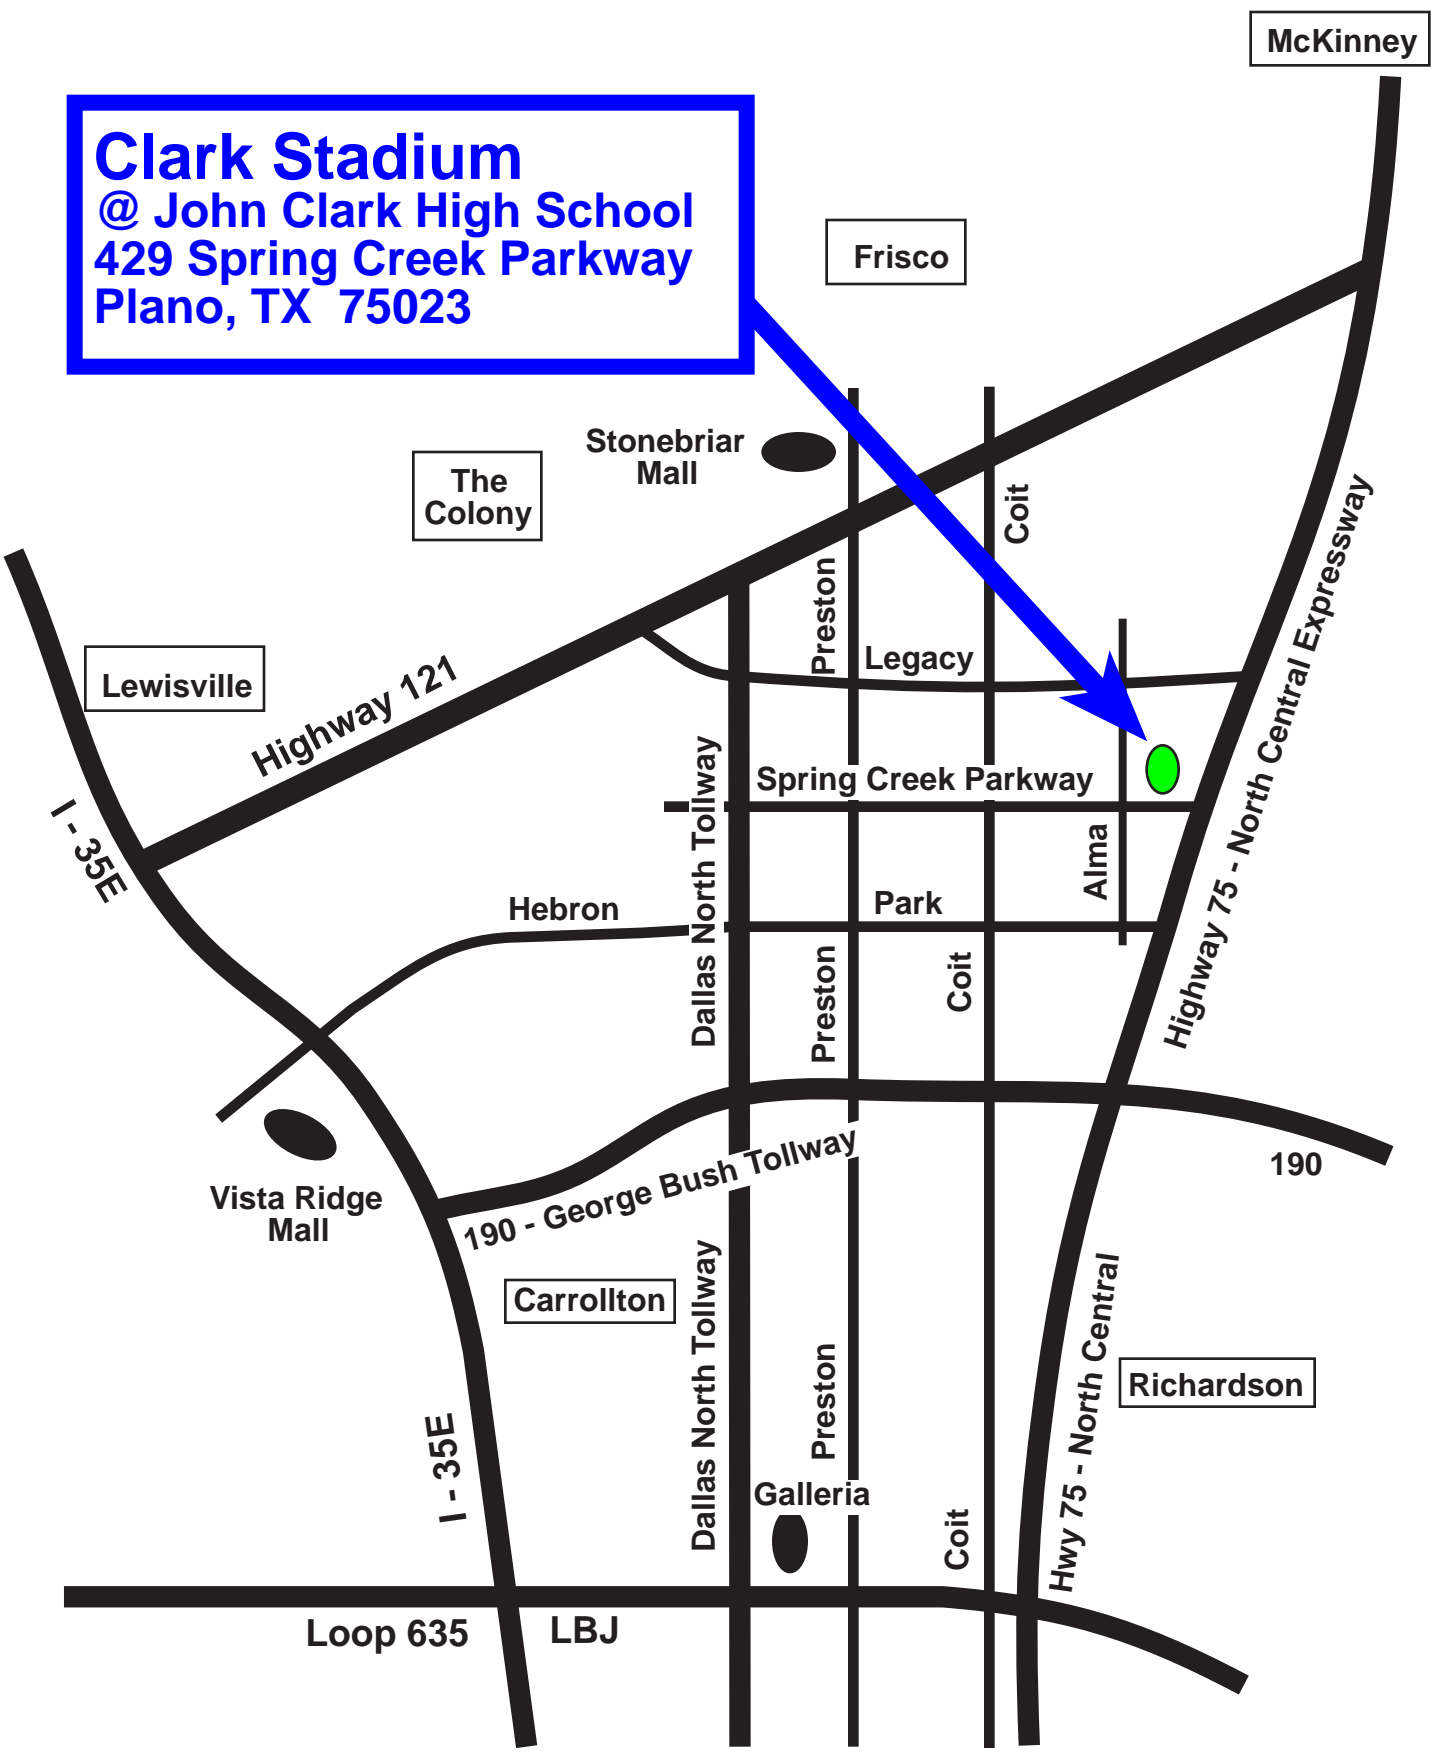 McKinney
Clark Stadium
@ John Clark High School
429 Spring Creek Parkway
Plano, TX  75023
Frisco
Stonebriar
Mall
The
Colony
Coit
Highway 75 - North Central Expressway
Preston
Legacy
Lewisville
Highway 121
Dallas North Tollway
Spring Creek Parkway
I - 35E
Alma
Hebron
Park
Preston
Coit
190 - George Bush Tollway
190
Vista Ridge
Mall
Carrollton
Dallas North Tollway
Preston
Hwy 75 - North Central
Richardson
I - 35E
Galleria
Coit
Loop 635
LBJ